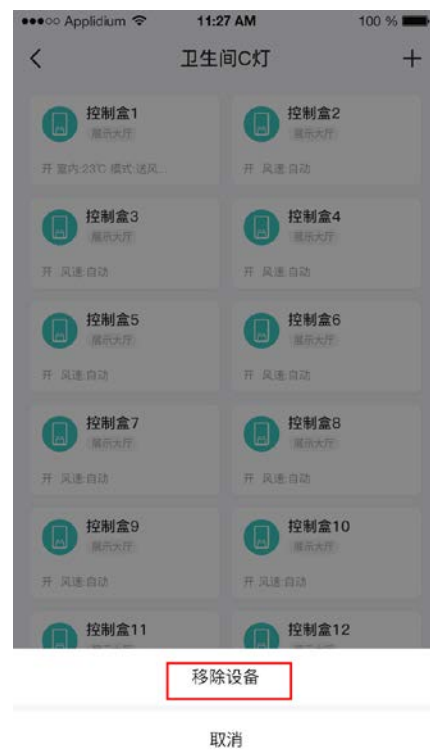 Applidium 11:27 AM 100 %
卫生间C灯
控制盒1 控制盒2
展示大厅 展示大厅
开 室内:23℃ 模式:送风... 开 风速:自动
控制盒3 控制盒4
展示大厅 展示大厅
开 风速:自动 开 风速:自动
控制盒5 控制盒6
展示大厅 展示大厅
开 风速:自动 开 风速:自动
控制盒7 控制盒8
展示大厅 展示大厅
开 风速:自动 开 风速:自动
控制盒9 控制盒10
展示大厅 展示大厅
开 风速:自动 开 风速:自动
控制盒11 控制盒12
移除设备
取消